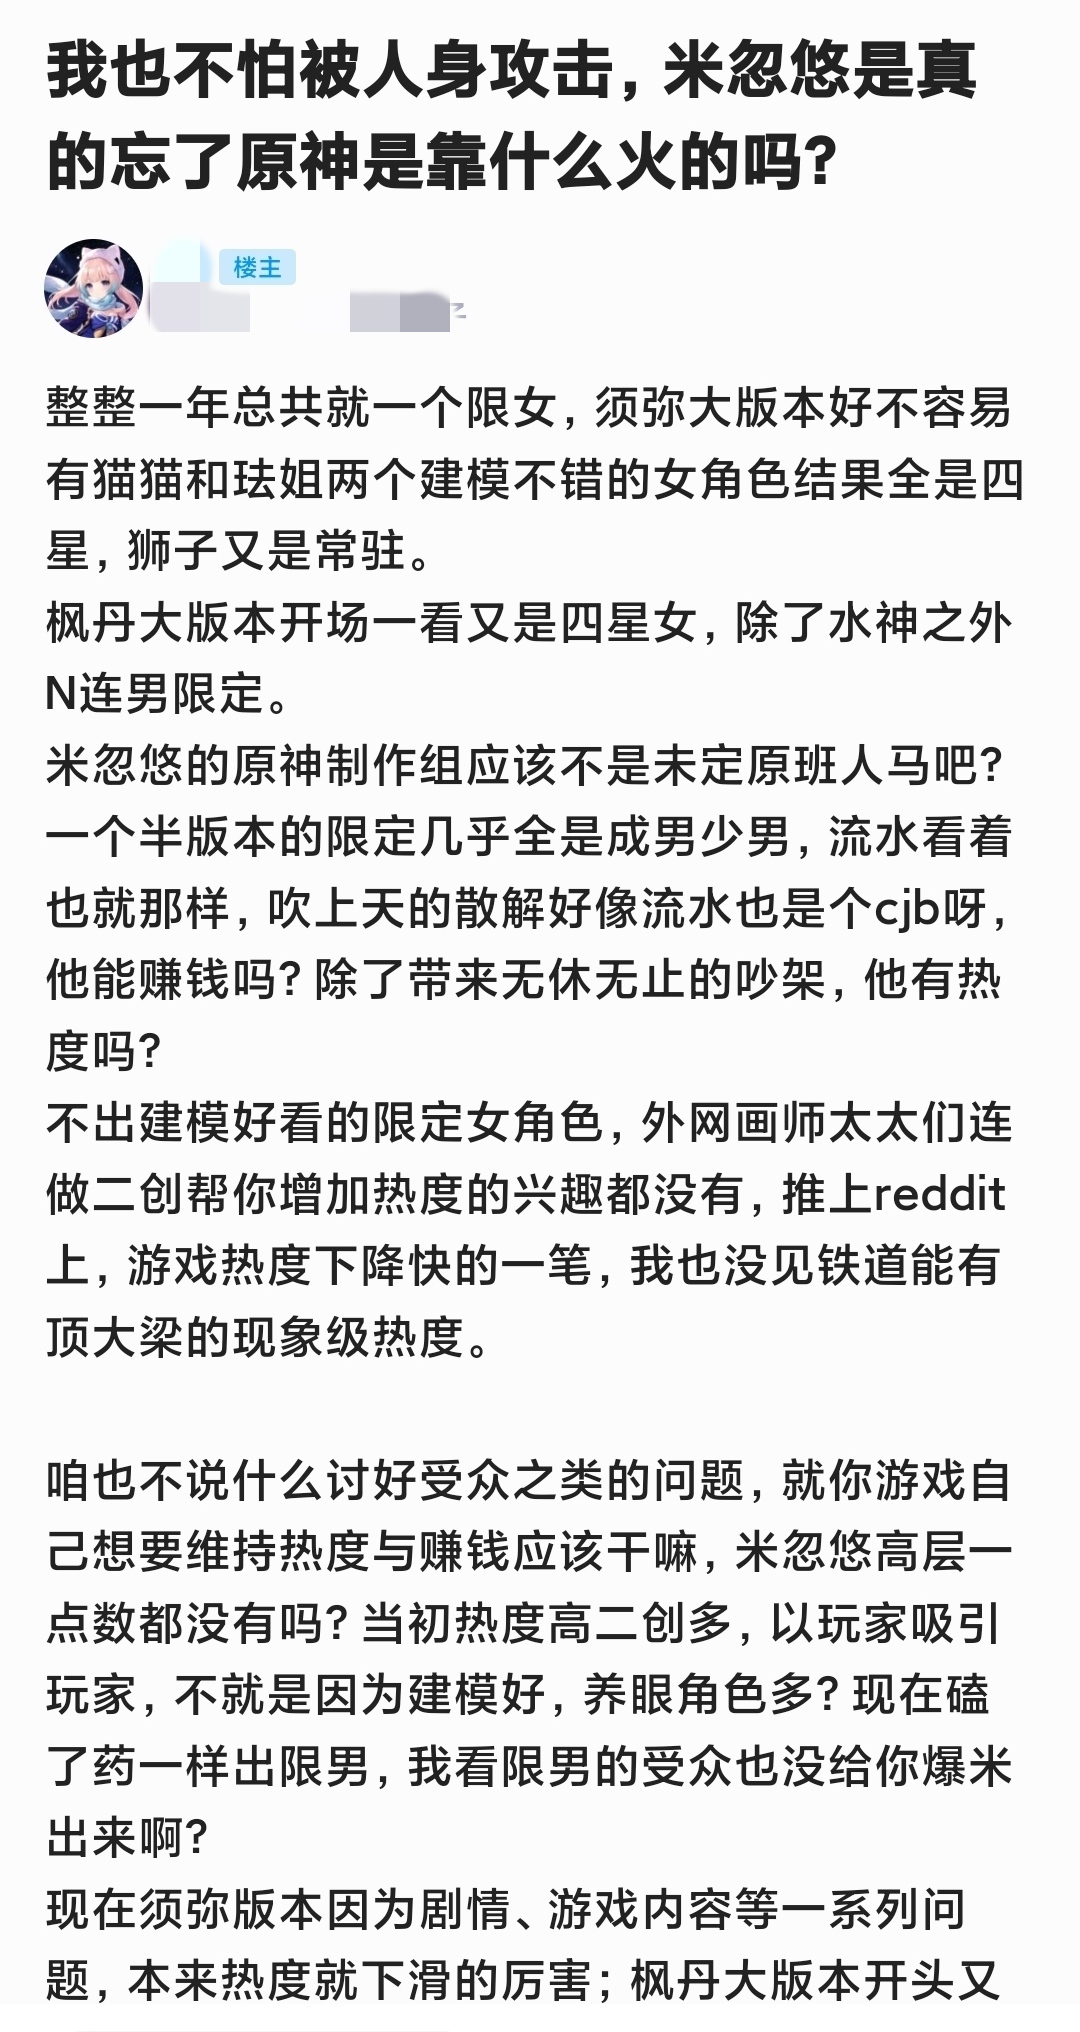 我也不怕被人身攻击，米忽悠是真
的忘了原神是靠什么火的吗？
楼主
整整一年总共就一个限女，须弥大版本好不容易
有猫猫和珐姐两个建模不错的女角色结果全是四
星，狮子又是常驻。
枫丹大版本开场一看又是四星女，除了水神之外
N连男限定。
米忽悠的原神制作组应该不是未定原班人马吧？
一个半版本的限定几乎全是成男少男，流水看着
也就那样，吹上天的散解好像流水也是个cjb呀，
他能赚钱吗？除了带来无休无止的吵架，他有热
度吗？
不出建模好看的限定女角色，外网画师太太们连
做二创帮你增加热度的兴趣都没有，推上reddit
上，游戏热度下降快的一笔，我也没见铁道能有
顶大梁的现象级热度。
咱也不说什么讨好受众之类的问题，就你游戏自
己想要维持热度与赚钱应该干嘛，米忽悠高层一
点数都没有吗？当初热度高二创多，以玩家吸引
玩家，不就是因为建模好，养眼角色多？现在磕
了药一样出限男，我看限男的受众也没给你爆米
出来啊？
现在须弥版本因为剧情、游戏内容等一系列问
题，本来热度就下滑的厉害；枫丹大版本开头又